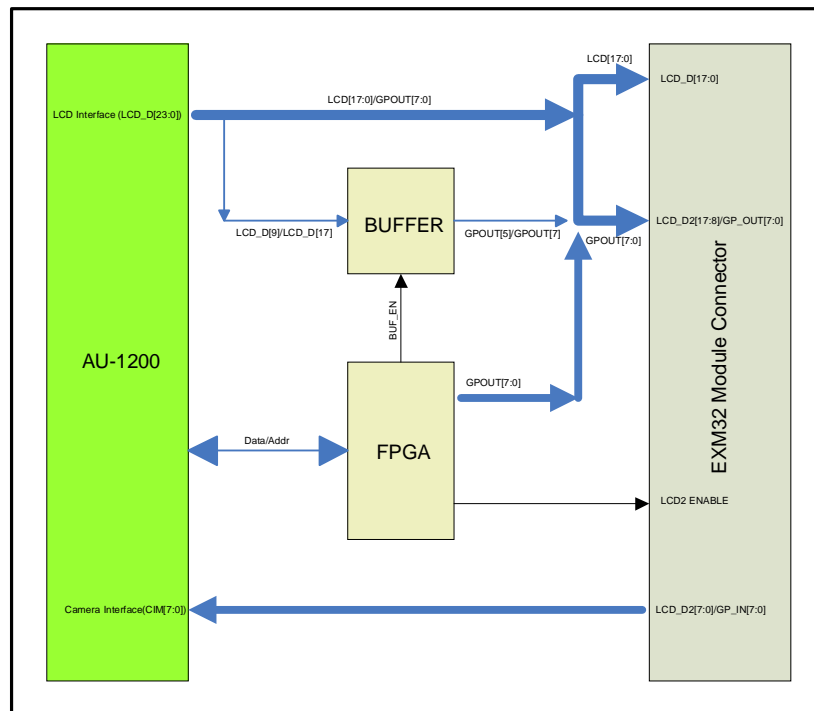 LCD[17:0]
LCD_D[17:0]
LCD[17:0]/GPOUT[7:0]
LCD Interface (LCD_D[23:0])
BUFFER
LCD_D2[17:8]/GP_OUT[7:0]
LCD_D[9]/LCD_D[17]
GPOUT[5]/GPOUT[7]
GPOUT[7:0]
BUF_EN
AU-1200
EXM32 Module Connector
GPOUT[7:0]
Data/Addr
FPGA
LCD2 ENABLE
Camera Interface(CIM[7:0])
LCD_D2[7:0]/GP_IN[7:0]